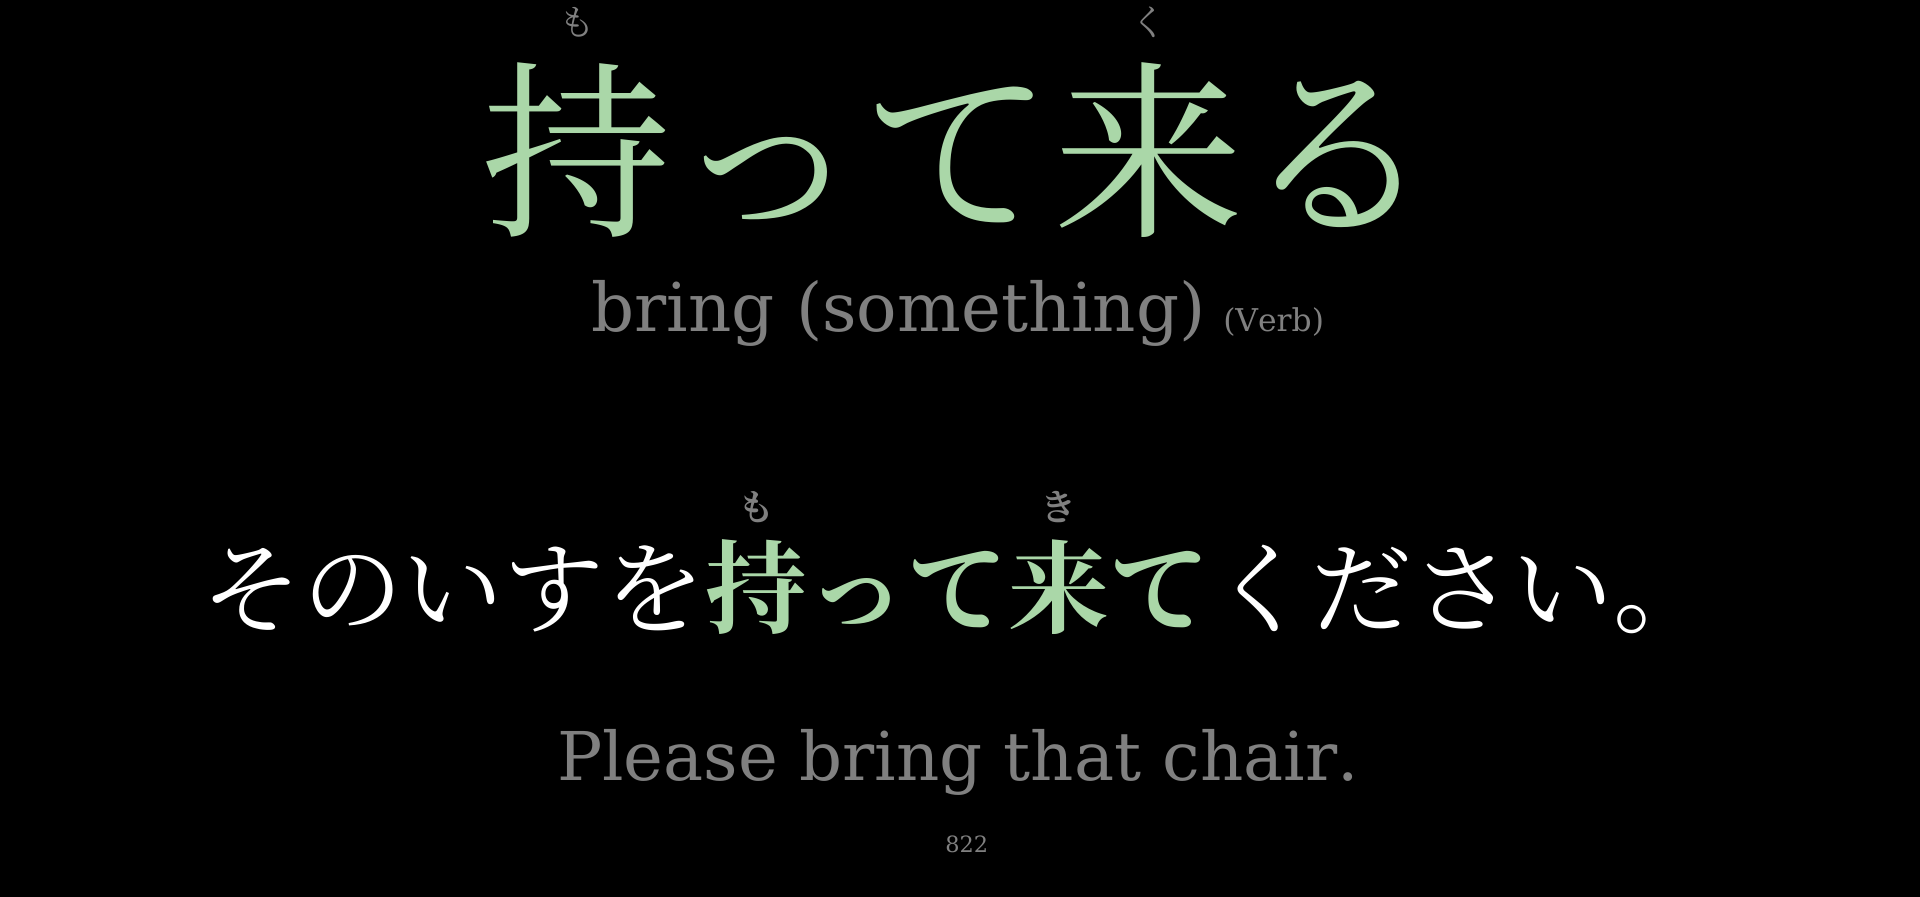 も く
持って来る
bring (something) (Verb)
も き
そのいすを持って来てください。
Please bring that chair.
822